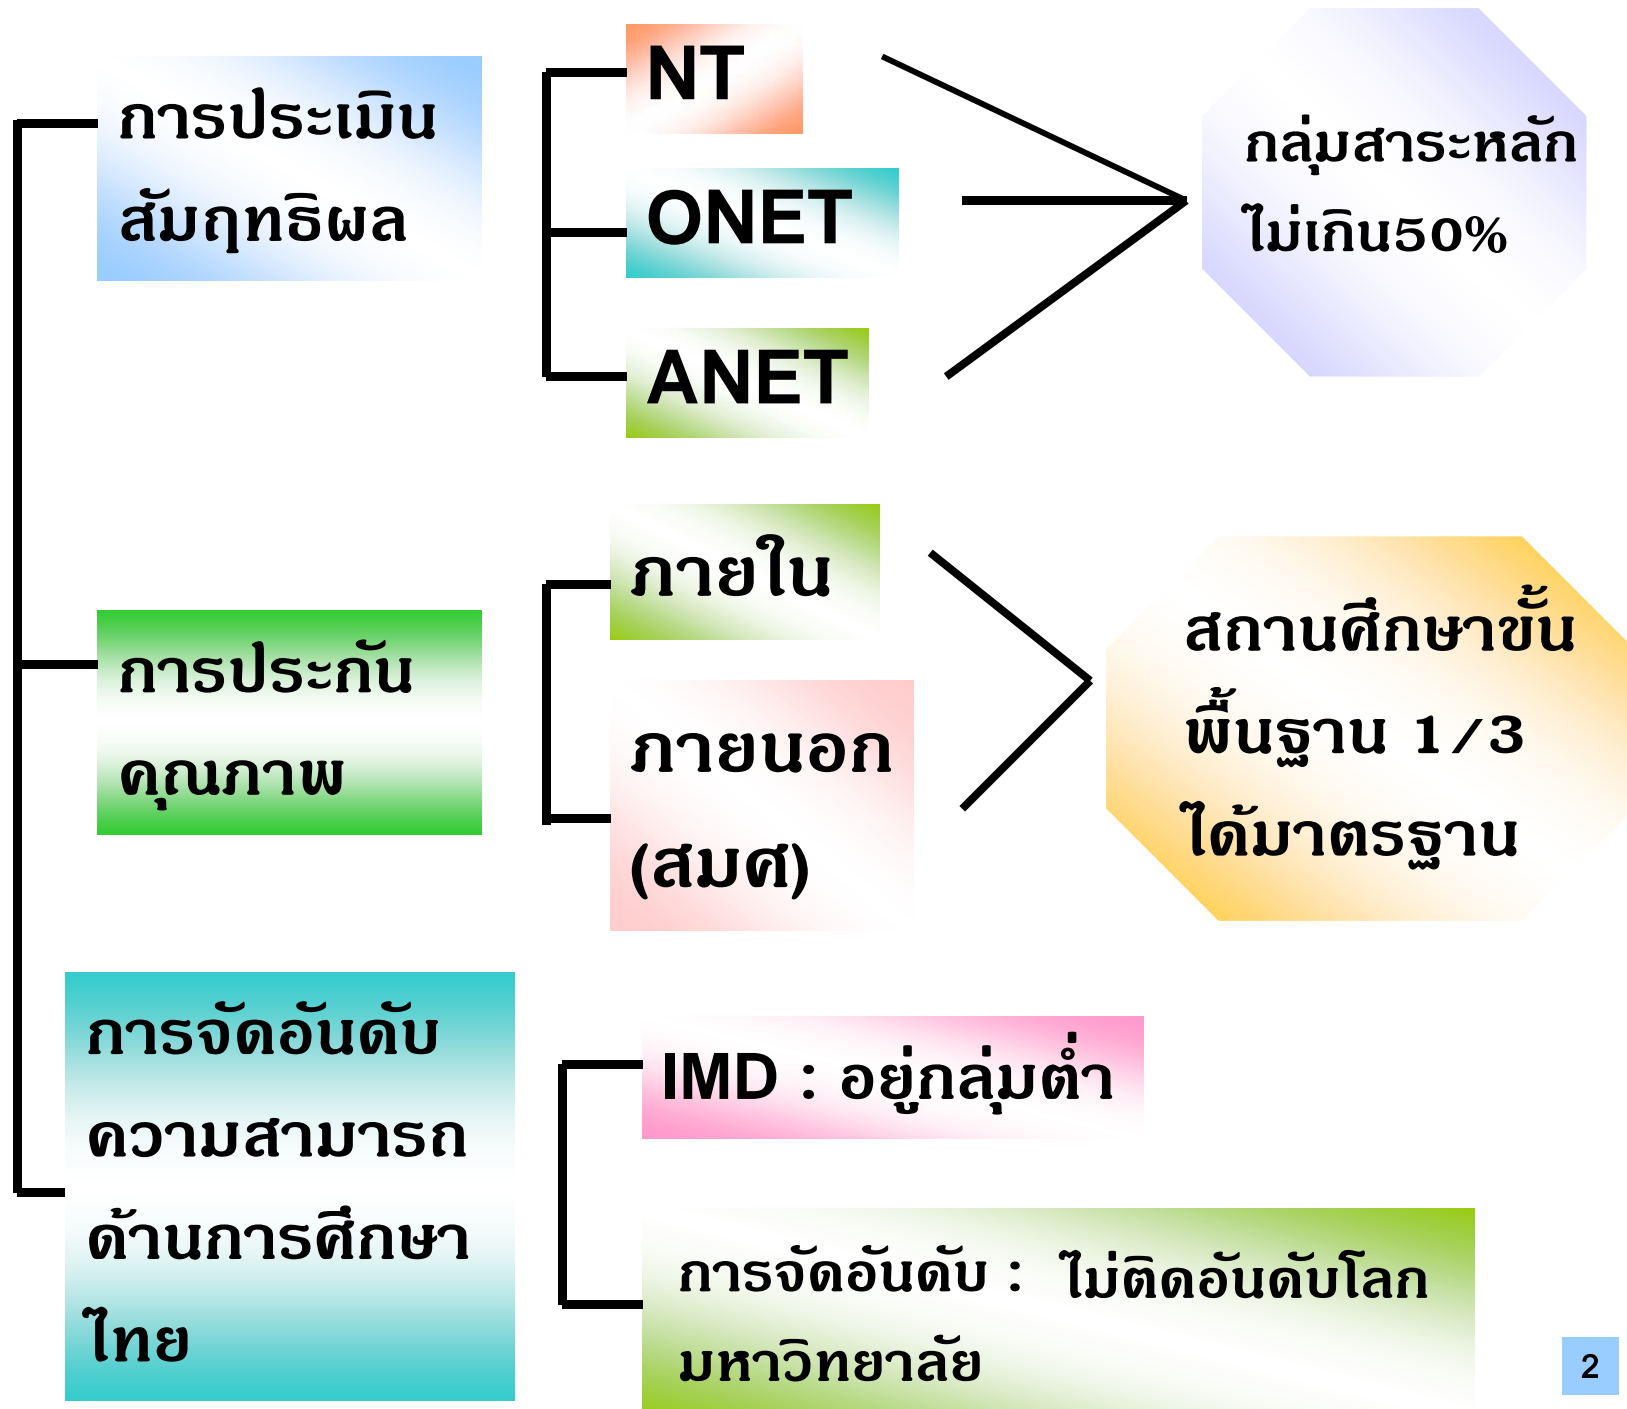 การประเมิน
สัมฤทธิผล
NT
ONET
ANET
กลุ่มสาระหลัก
ไม่เกิน50%
การประกัน
คุณภาพ
ภายใน
ภายนอก
(สมศ)
สถานศึกษาขั้น
พื้นฐาน 1/3
ได้มาตรฐาน
การจัดอันดับ
ความสามารถ
ด้านการศึกษา
ไทย
IMD : อยู่กลุ่มต่ำ
การจัดอันดับ : ไม่ติดอันดับโลก
มหาวิทยาลัย
2